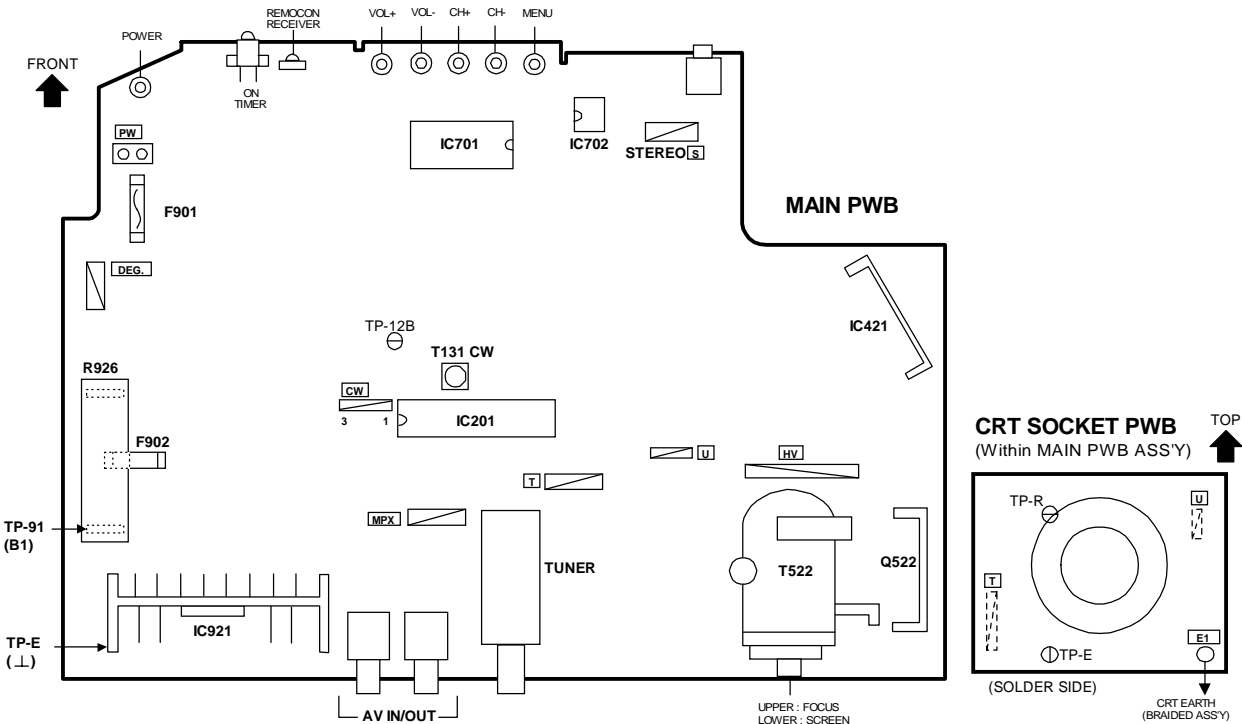 FRONT
POWER
REMOCON
RECEIVER
ON
TIMER
VOL+
VOL-
CH+
CH-
MENU
PW
F901
IC701
IC702
STEREO S
MAIN PWB
DEG.
IC421
TP-12B
T131 CW
R926
CW
3 1
IC201
F902
U
HV
T
MPX
TP-91
(B1)
TUNER
T522
Q522
IC921
TP-E
(⊥)
AV IN/OUT
UPPER : FOCUS
LOWER : SCREEN
CRT SOCKET PWB
(Within MAIN PWB ASS'Y)
TOP
TP-R
U
T
E1
TP-E
(SOLDER SIDE)
CRT EARTH
(BRAIDED ASS'Y)